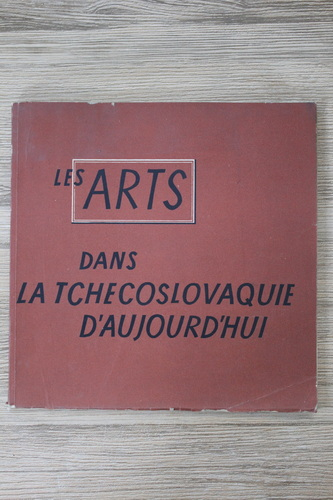 LES ARTS
DANS
LA TCHECOSLOVAQUIE
D'AUJOURD'HUI